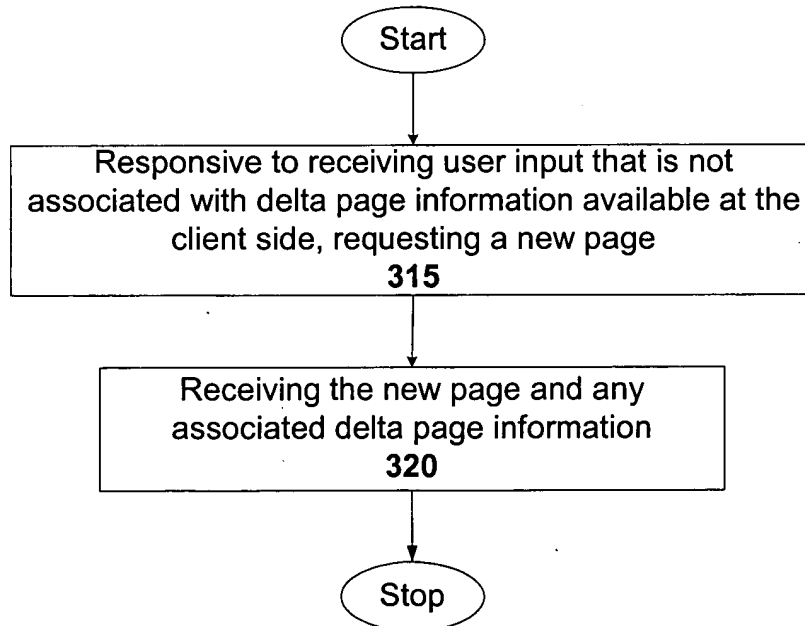 Start
Responsive to receiving user input that is not
associated with delta page information available at the
client side, requesting a new page
315
Receiving the new page and any
associated delta page information
320
Stop